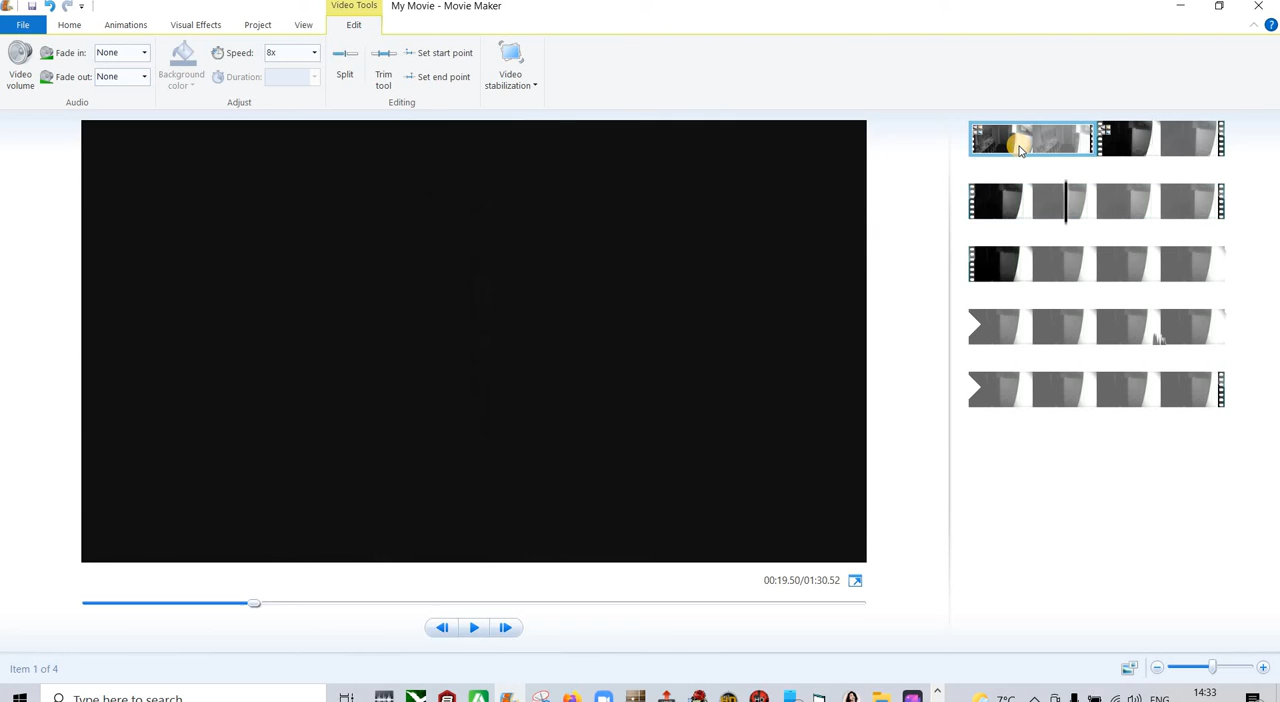 Video Tools
My Movie - Movie Maker
File
Home
Animations
Visual Effects
Project
View
Edit
Video volume
Fade in: None
Fade out: None
Audio
Background color
Speed: 8x
Duration:
Adjust
Split
Trim tool
Set start point
Set end point
Editing
Video stabilization
00:19.50/01:30.52
Item 1 of 4
Type here to search
7°C
ENG
14:33